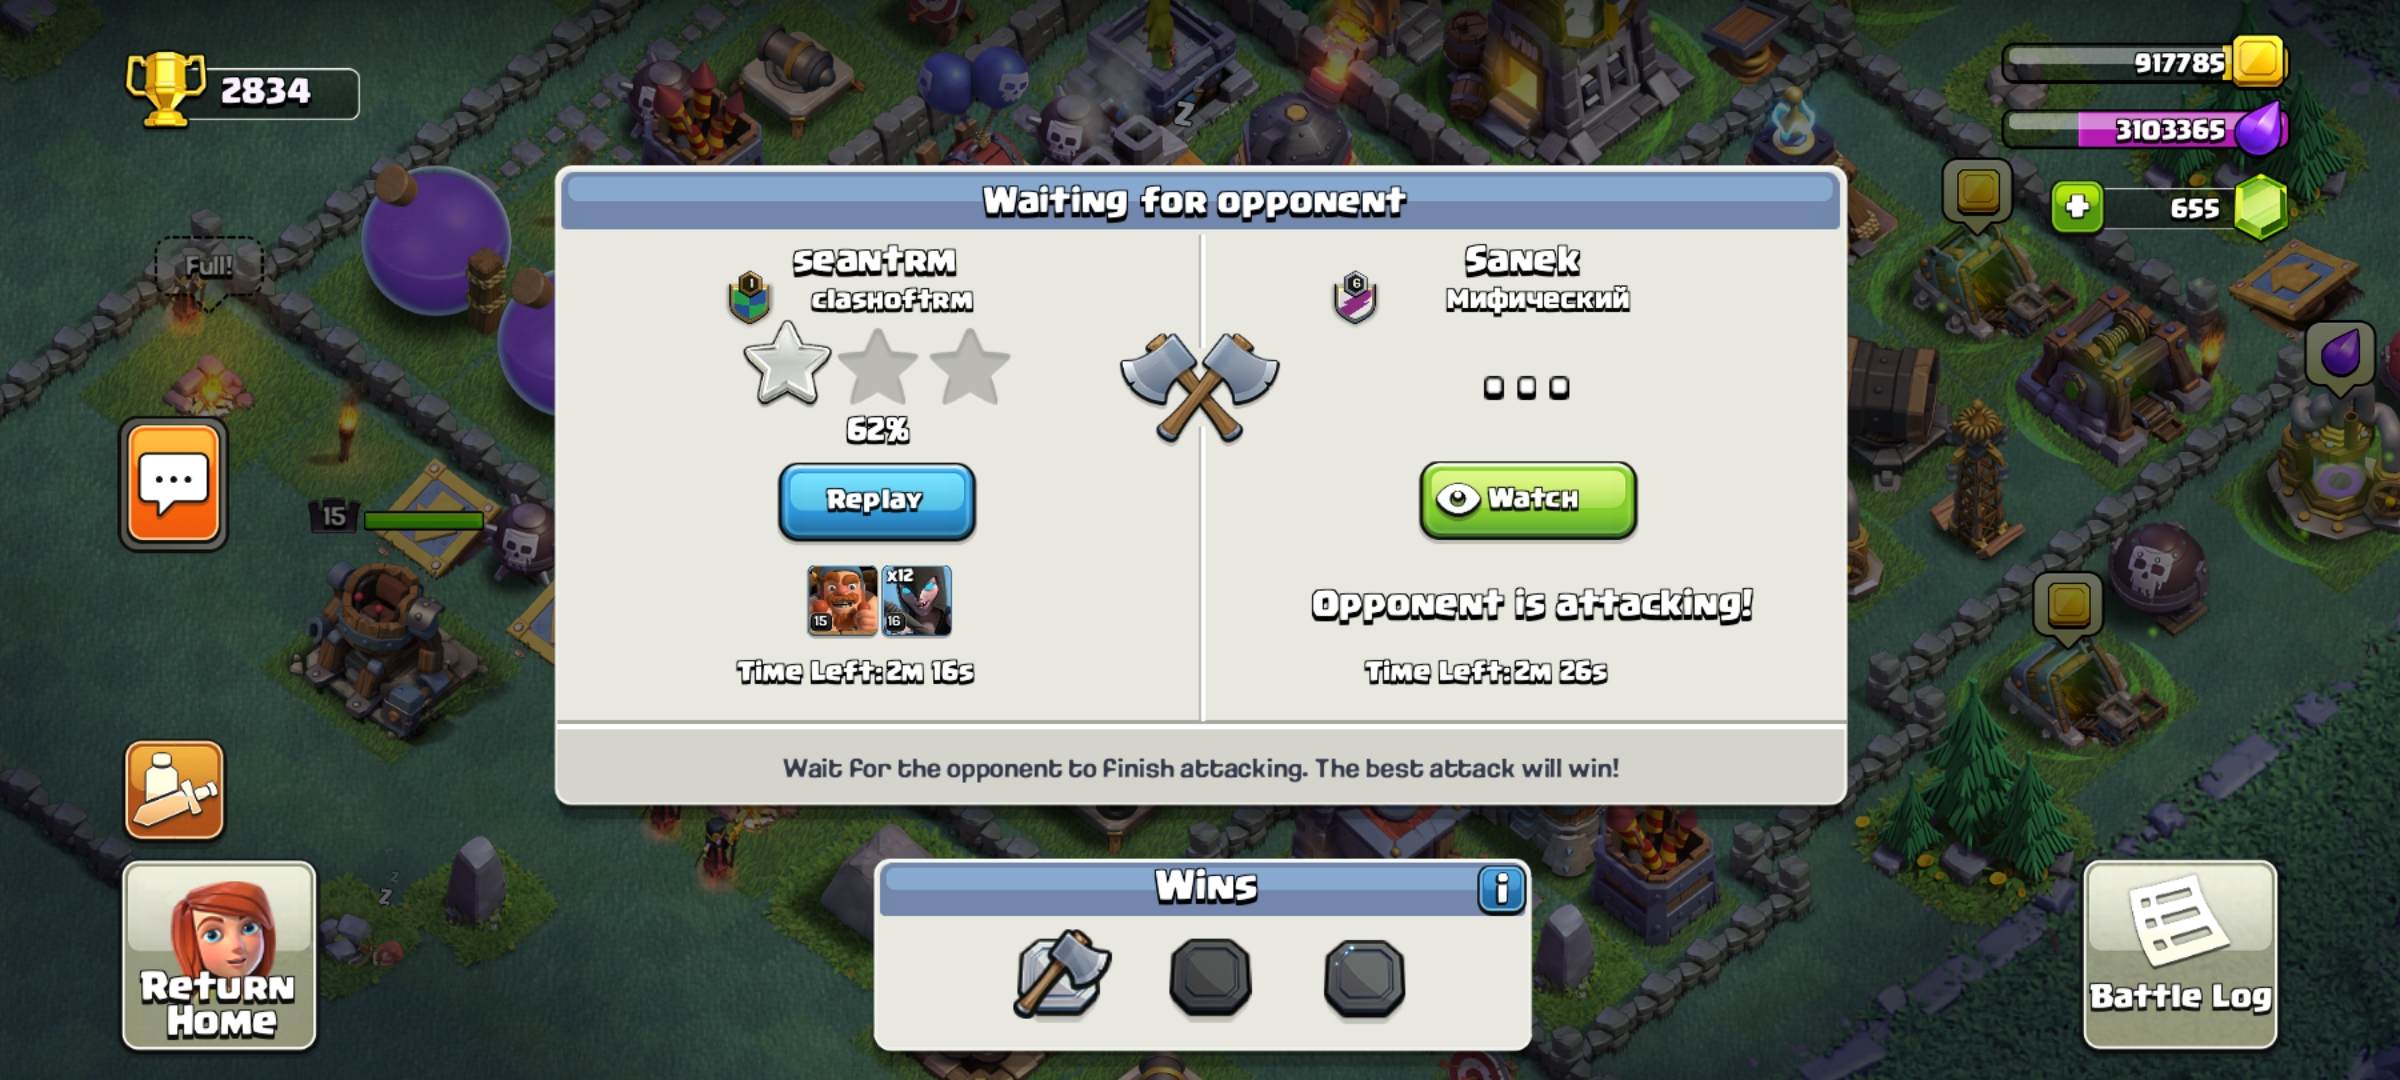 2834
917785
3103365
655
Full!
15
Waiting for opponent
seantrm
1
clashoftrm
62%
Replay
x12
15
16
Time Left:2m 16s
Sanek
6
Мифический
Watch
Opponent is attacking!
Time Left:2m 26s
Wait for the opponent to finish attacking. The best attack will win!
Wins
i
Return
Home
Battle Log
z
z
z